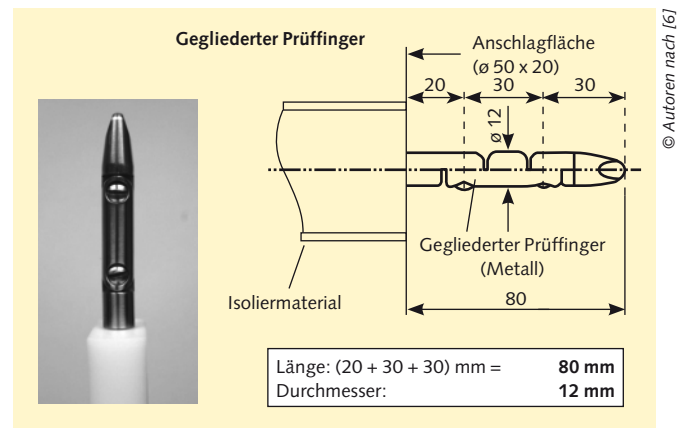 Gegliederter Prüffinger
Anschlagfläche
(ø 50 x 20)
20
30
30
ø 12
Gegliederter Prüffinger
(Metall)
Isoliermaterial
80
Länge: (20 + 30 + 30) mm = 80 mm
Durchmesser: 12 mm
© Autoren nach [6]